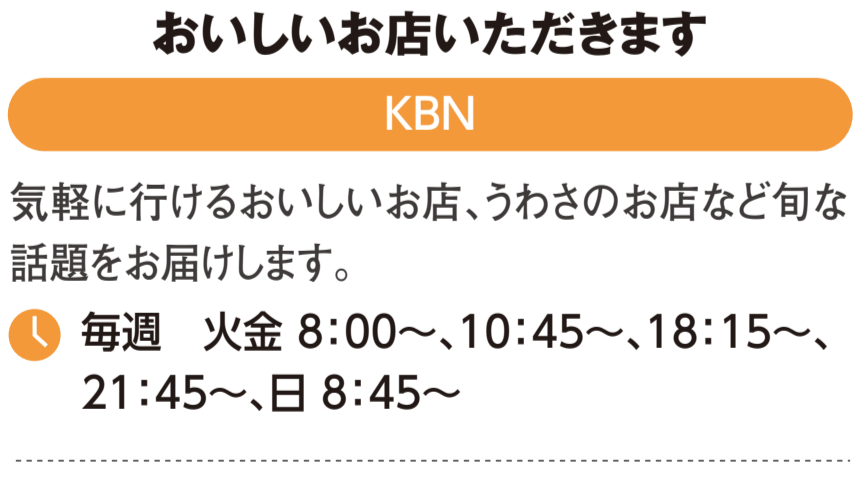 おいしいお店いただきます
KBN
気軽に行けるおいしいお店、うわさのお店など旬な
話題をお届けします。
毎週　火金 8：00〜、10：45〜、18：15〜、
21：45〜、日 8：45〜